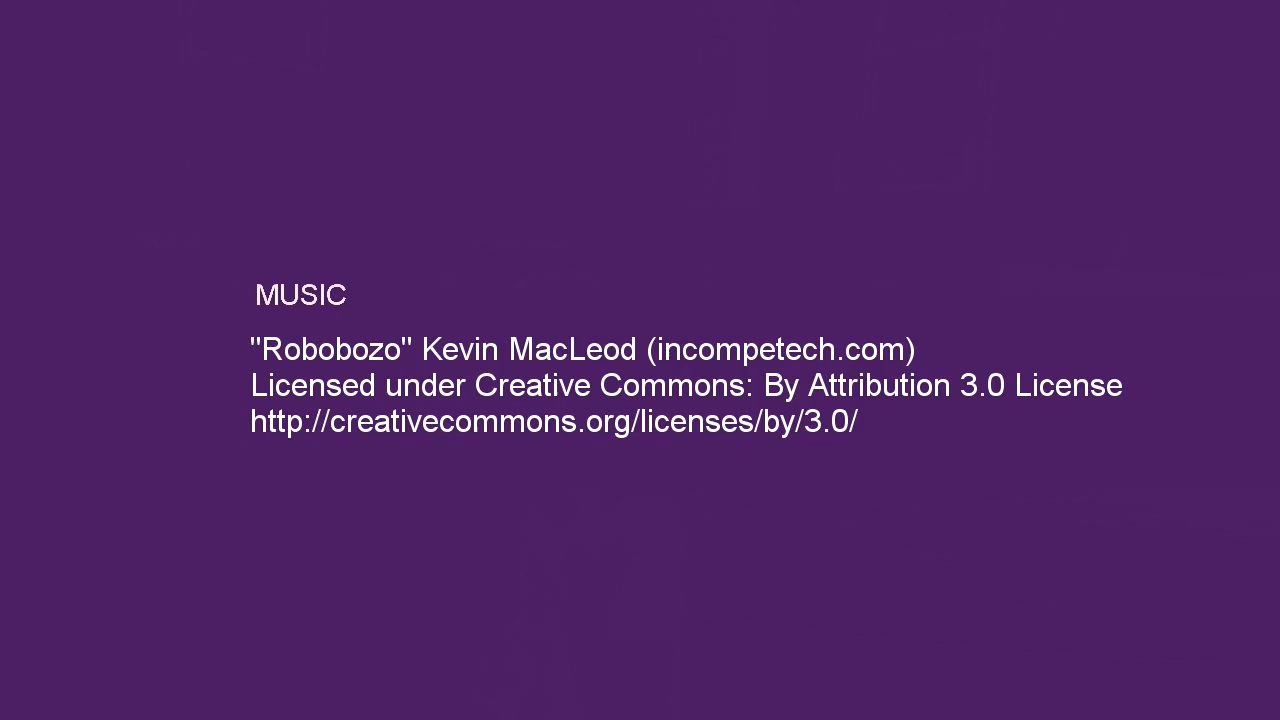 MUSIC
"Robobozo" Kevin MacLeod (incompetech.com)
Licensed under Creative Commons: By Attribution 3.0 License
http://creativecommons.org/licenses/by/3.0/